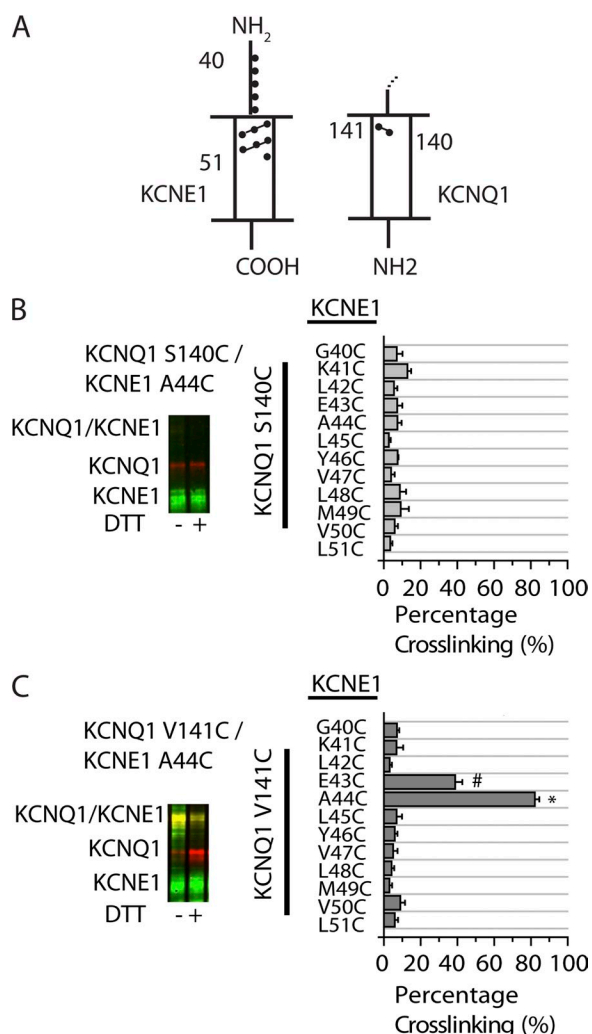 A
NH2
40
51
KCNE1
COOH
141
140
KCNQ1
NH2
B
KCNE1
KCNQ1 S140C /
KCNE1 A44C
KCNQ1/KCNE1
KCNQ1
KCNE1
DTT - +
KCNQ1 S140C
G40C
K41C
L42C
E43C
A44C
L45C
Y46C
V47C
L48C
M49C
V50C
L51C
0 20 40 60 80 100
Percentage
Crosslinking (%)
C
KCNE1
KCNQ1 V141C /
KCNE1 A44C
KCNQ1/KCNE1
KCNQ1
KCNE1
DTT - +
KCNQ1 V141C
G40C
K41C
L42C
E43C #
A44C *
L45C
Y46C
V47C
L48C
M49C
V50C
L51C
0 20 40 60 80 100
Percentage
Crosslinking (%)